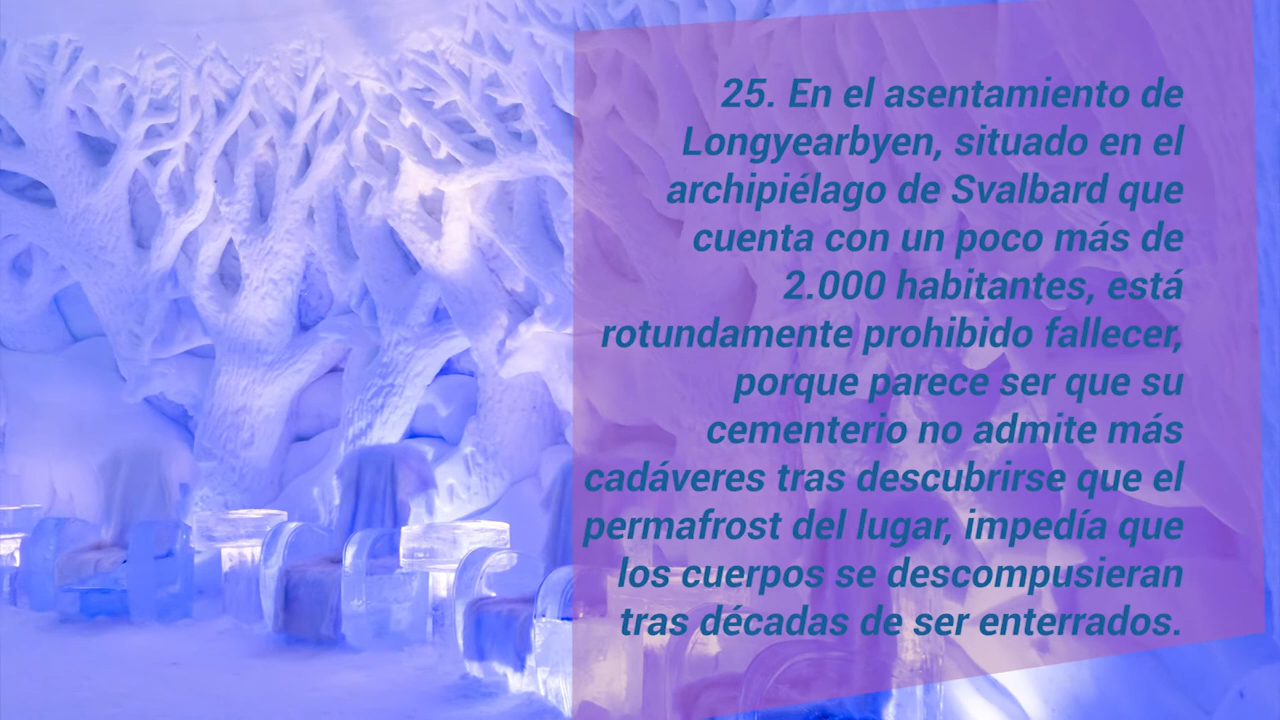 25. En el asentamiento de
Longyearbyen, situado en el
archipiélago de Svalbard que
cuenta con un poco más de
2.000 habitantes, está
rotundamente prohibido fallecer,
porque parece ser que su
cementerio no admite más
cadáveres tras descubrirse que el
permafrost del lugar, impedía que
los cuerpos se descompusieran
tras décadas de ser enterrados.